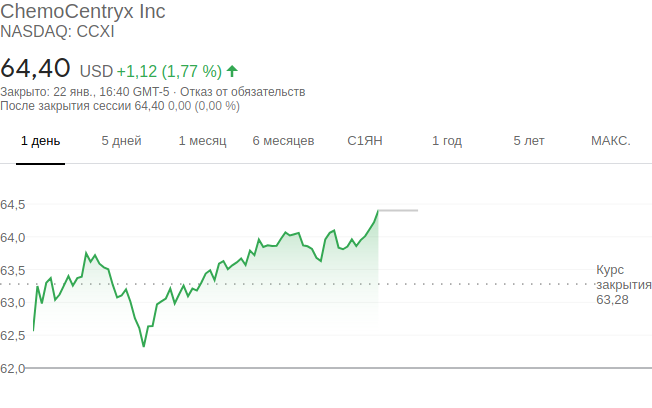 ChemoCentryx Inc
NASDAQ: CCXI
64,40 USD +1,12 (1,77 %)
Закрыто: 22 янв., 16:40 GMT-5 · Отказ от обязательств
После закрытия сессии 64,40 0,00 (0,00 %)
1 день 5 дней 1 месяц 6 месяцев С1ЯН 1 год 5 лет МАКС.
64,5
64,0
63,5
63,0
62,5
62,0
Курс
закрытия
63,28